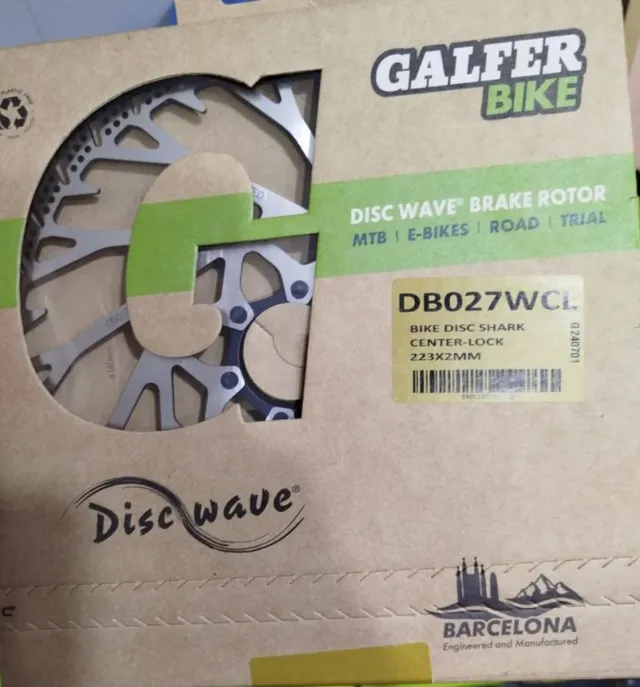 GALFER
BIKE
DISC WAVE® BRAKE ROTOR
MTB | E-BIKES | ROAD | TRIAL
DB027WCL
BIKE DISC SHARK
CENTER-LOCK
223X2MM
G240701
Disc wave®
BARCELONA
Engineered and Manufactured